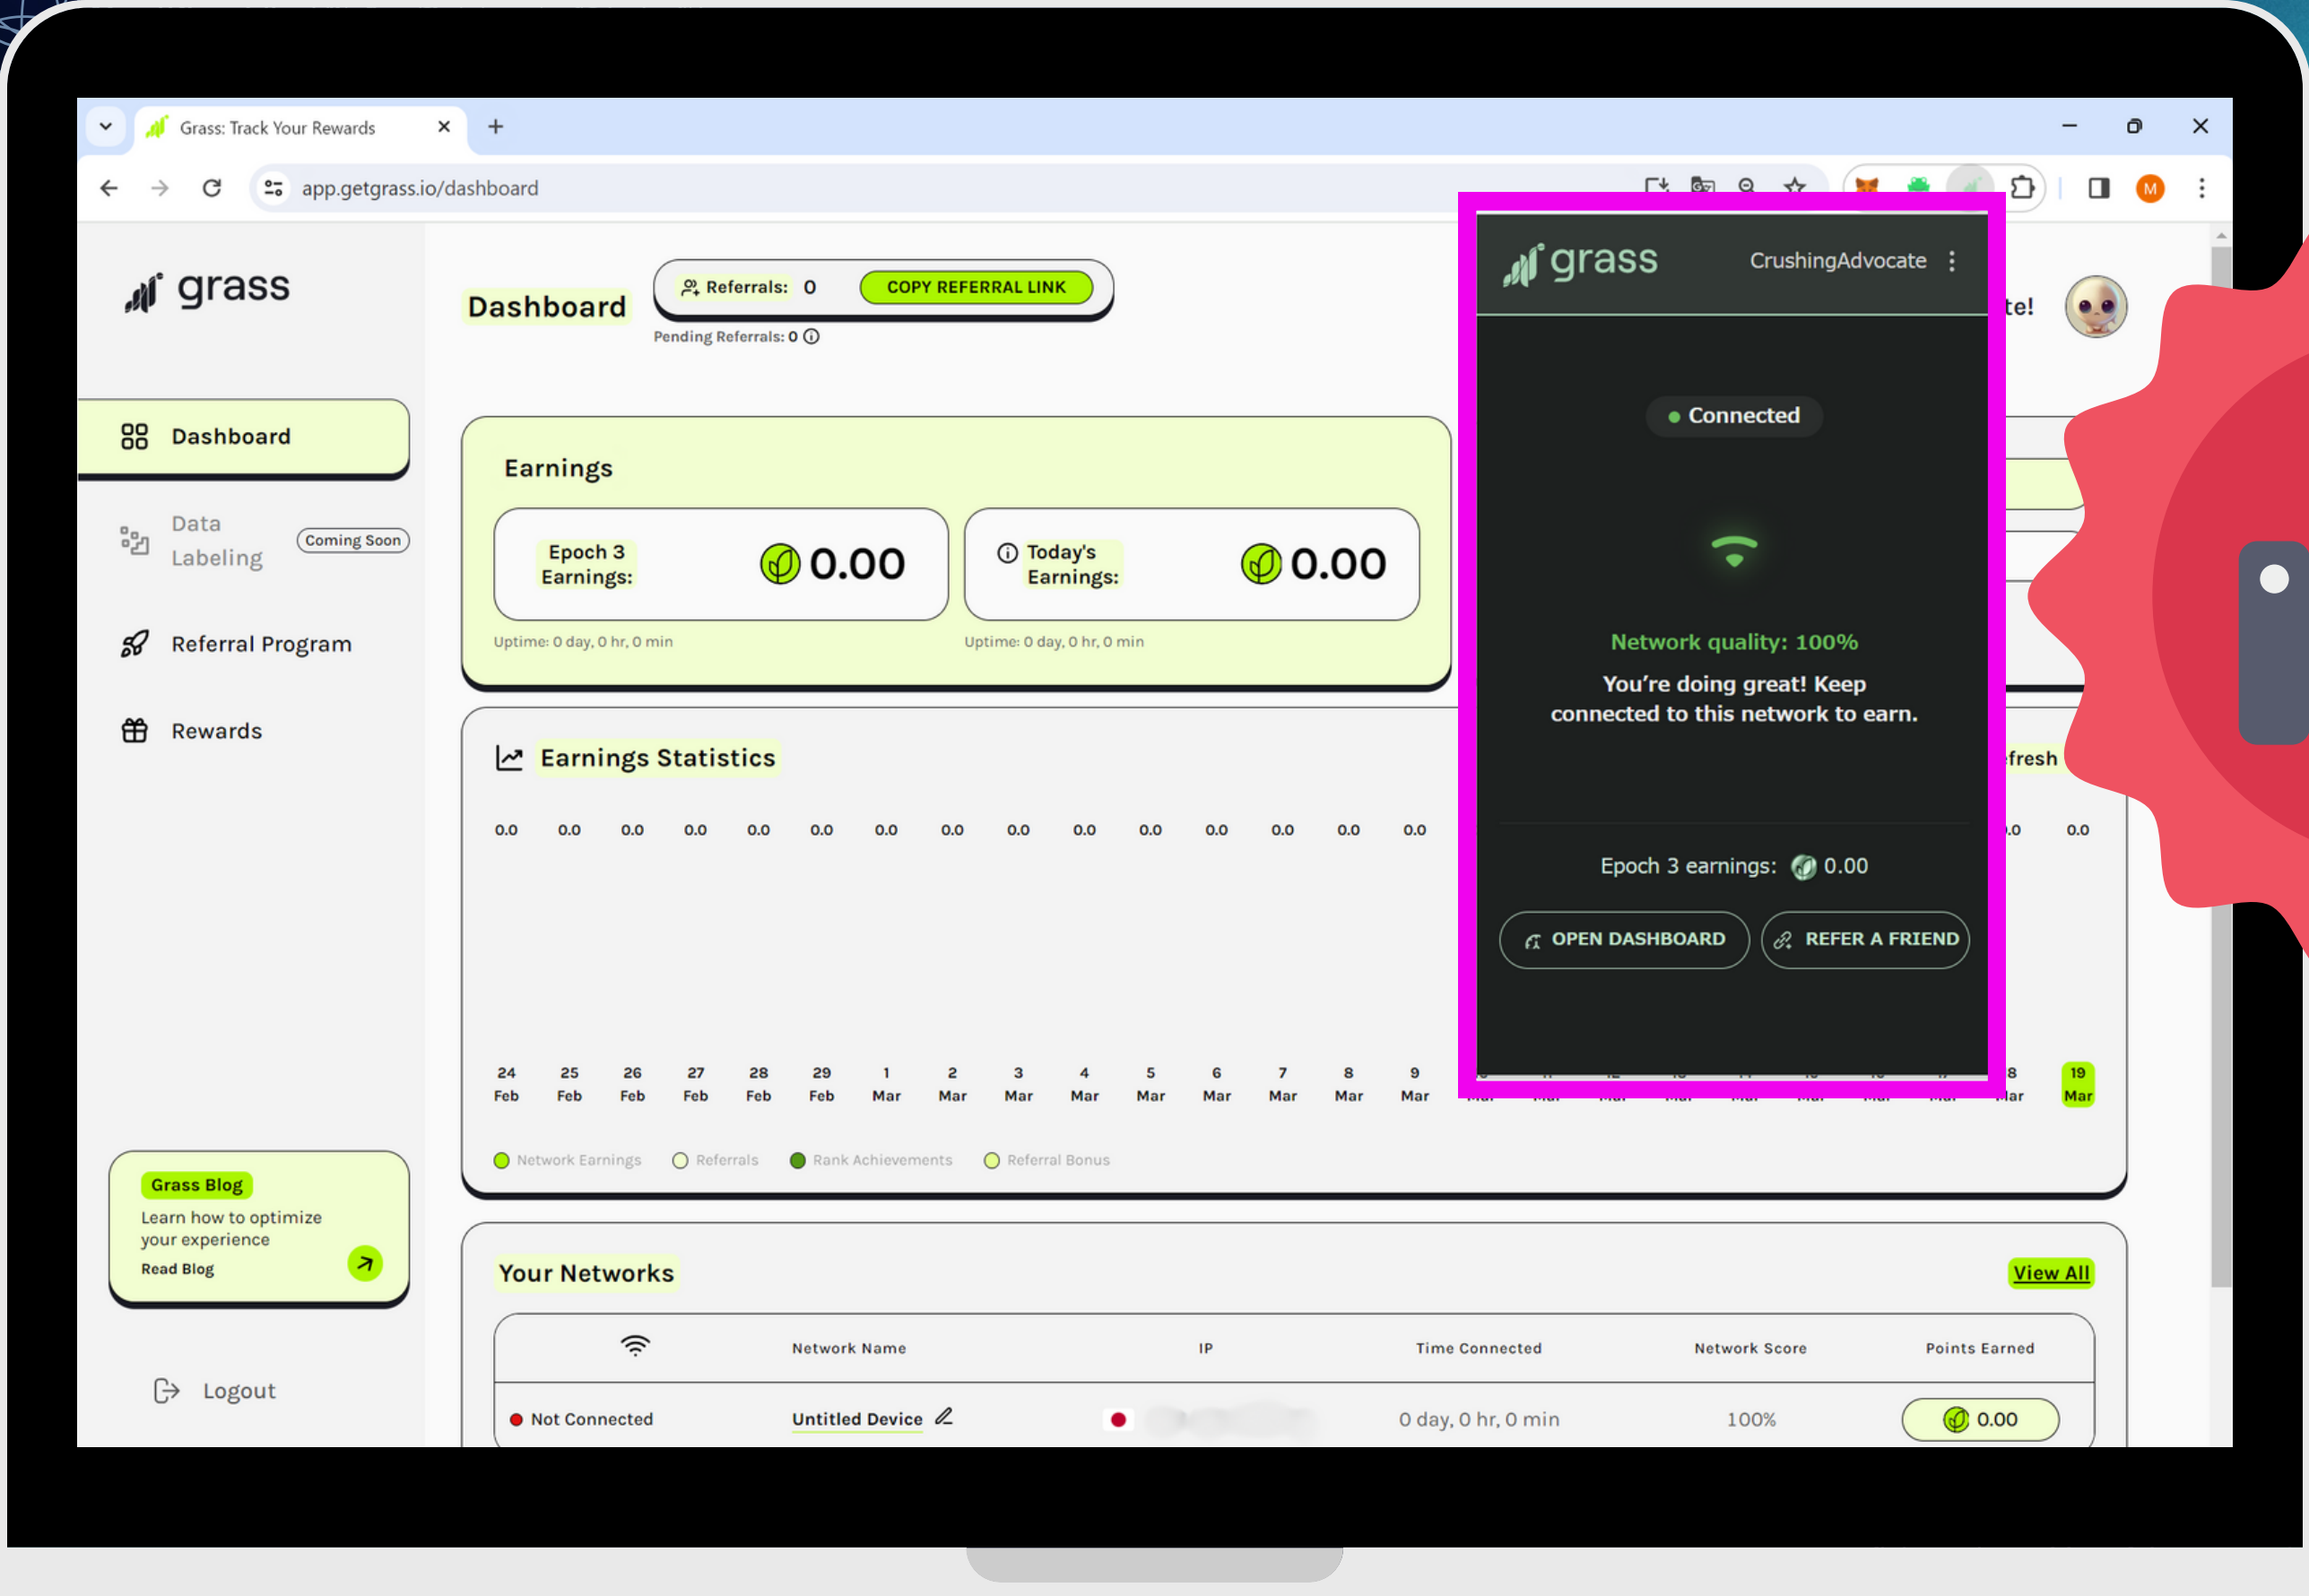 Grass: Track Your Rewards
app.getgrass.io/dashboard
M
grass
Dashboard
Referrals: 0
COPY REFERRAL LINK
Pending Referrals: 0
te!
grass
CrushingAdvocate
Dashboard
Data
Labeling
Coming Soon
Referral Program
Rewards
Earnings
Epoch 3
Earnings:
0.00
Today's
Earnings:
0.00
Uptime: 0 day, 0 hr, 0 min
Uptime: 0 day, 0 hr, 0 min
Connected
Network quality: 100%
You're doing great! Keep
connected to this network to earn.
Epoch 3 earnings: 0.00
OPEN DASHBOARD
REFER A FRIEND
Earnings Statistics
fresh
0.0 0.0 0.0 0.0 0.0 0.0 0.0 0.0 0.0 0.0 0.0 0.0 0.0 0.0 0.0 .0 0.0
24 25 26 27 28 29 1 2 3 4 5 6 7 8 9 8 19
Feb Feb Feb Feb Feb Feb Mar Mar Mar Mar Mar Mar Mar Mar Mar Mar
Network Earnings
Referrals
Rank Achievements
Referral Bonus
Grass Blog
Learn how to optimize
your experience
Read Blog
Logout
Your Networks
View All
Network Name
IP
Time Connected
Network Score
Points Earned
Not Connected
Untitled Device
0 day, 0 hr, 0 min
100%
0.00